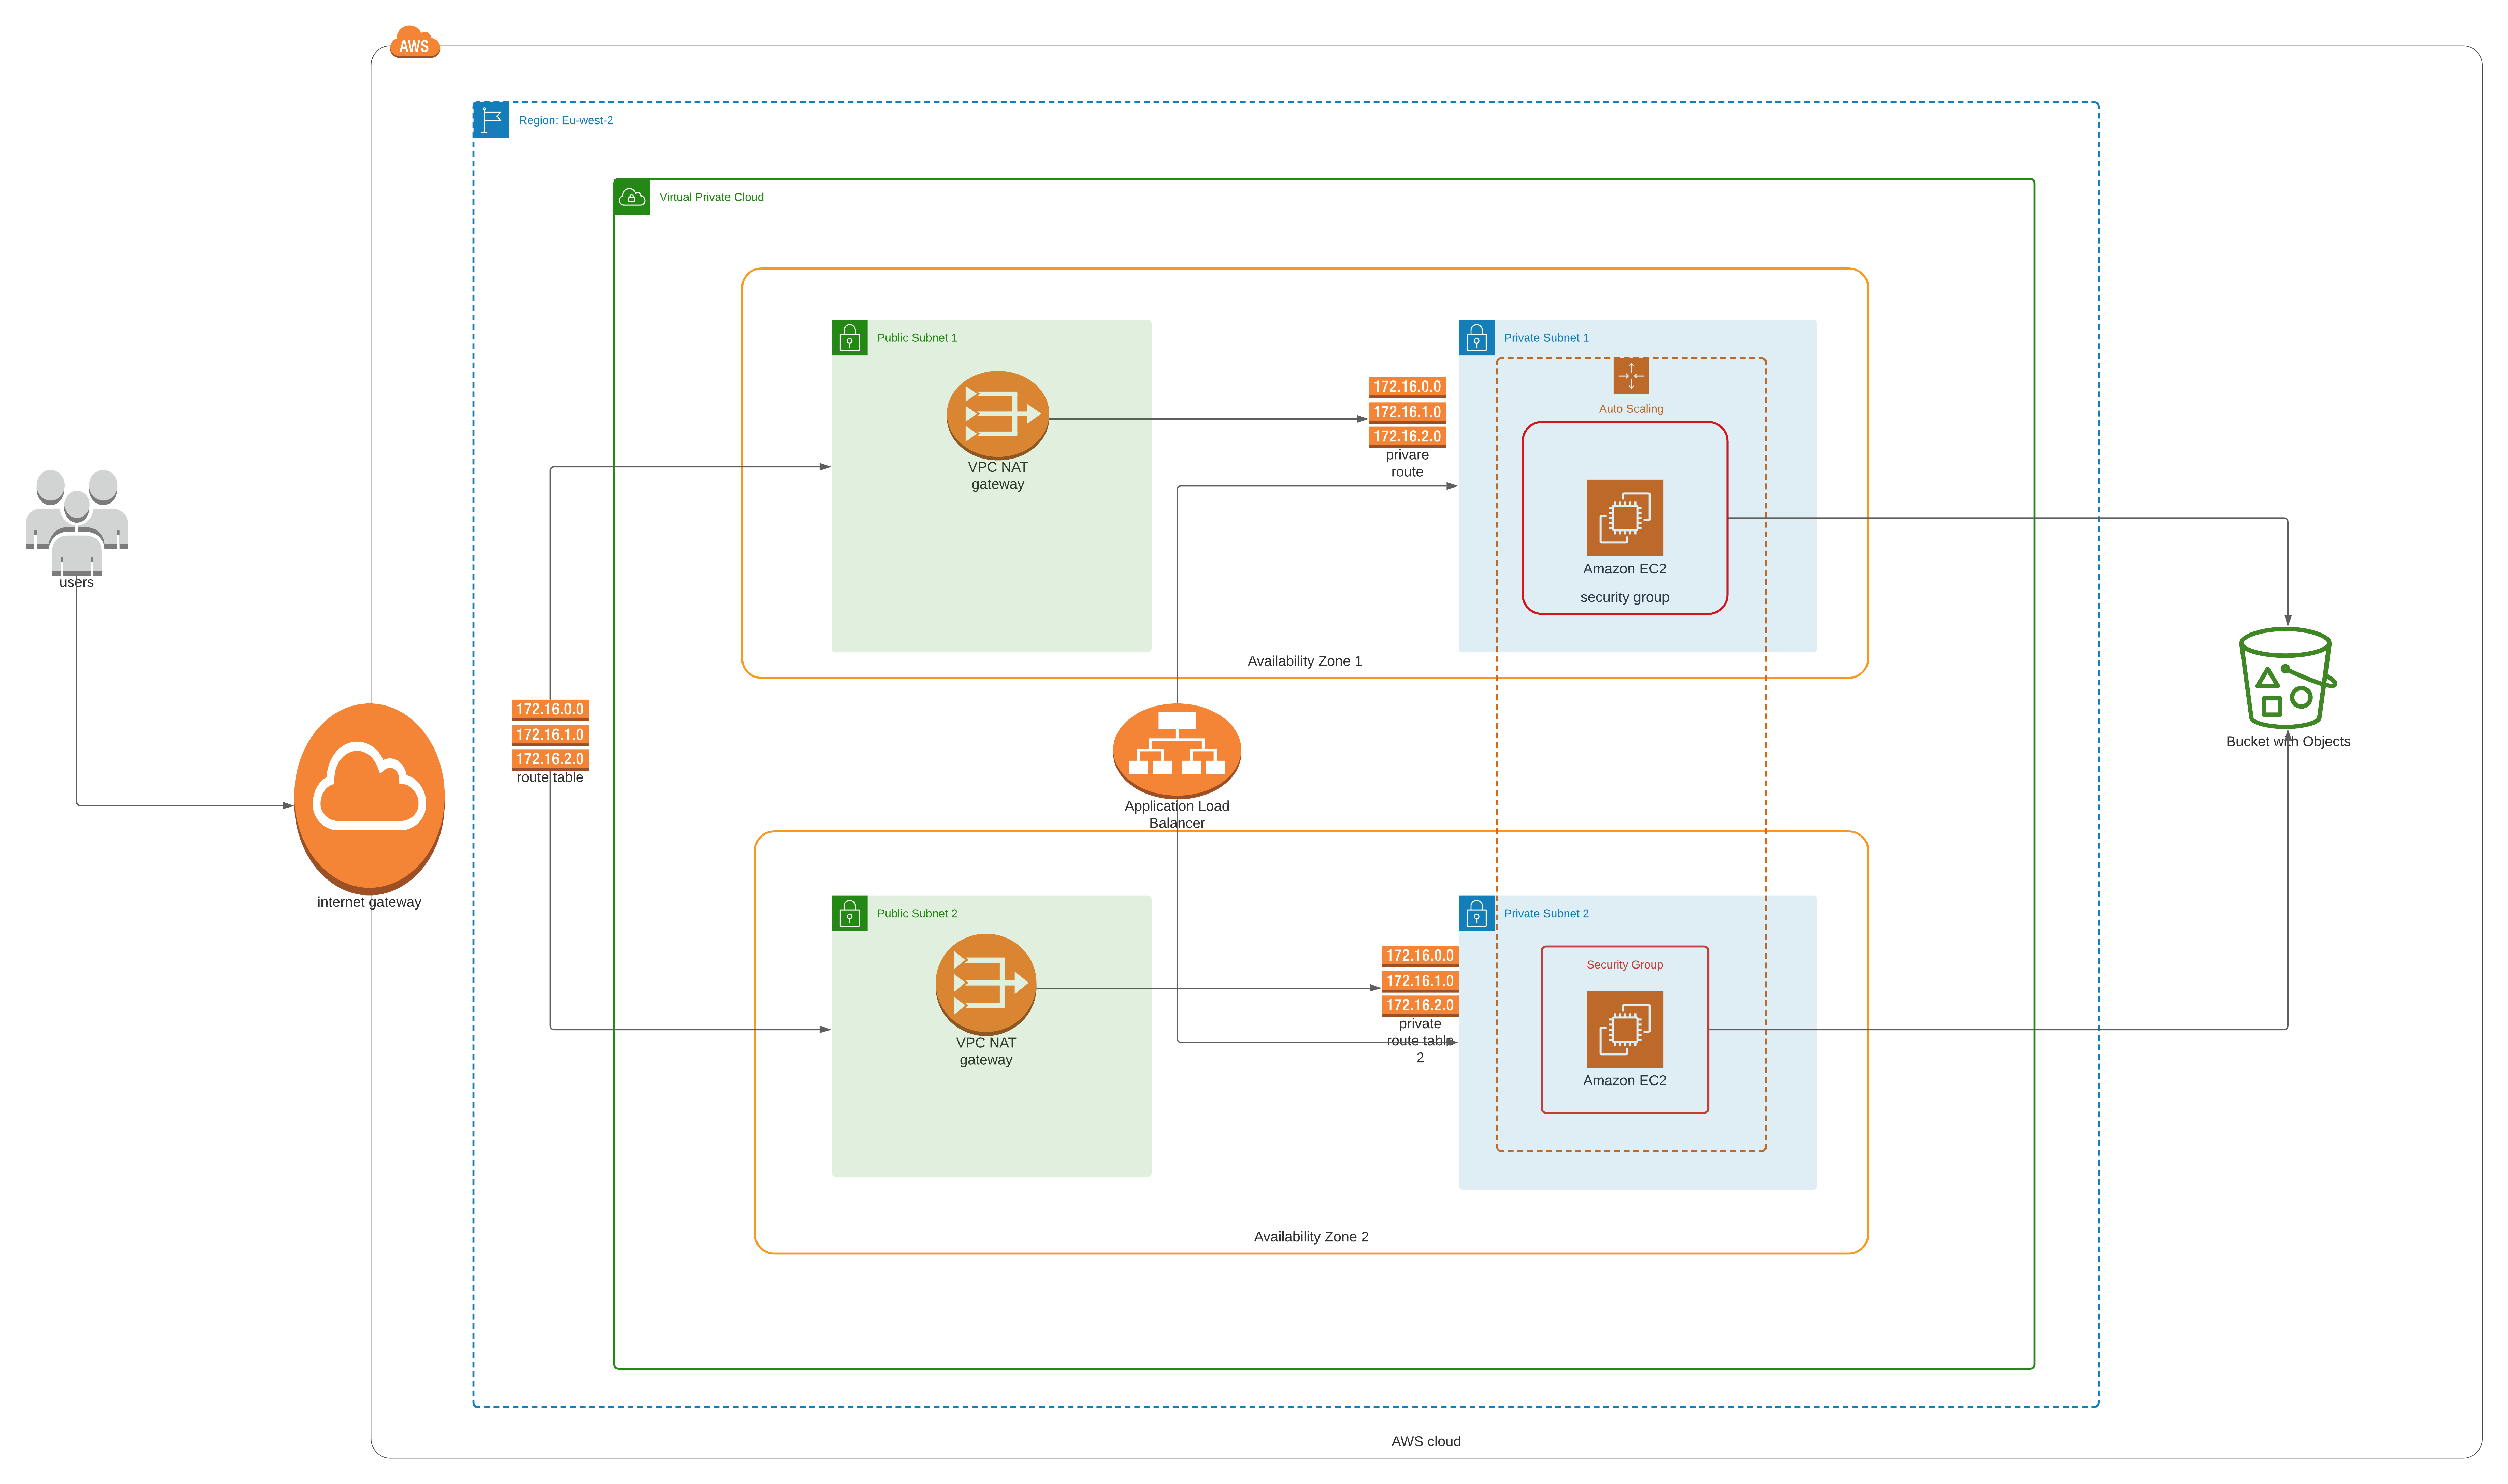 AWS
Region: Eu-west-2
Virtual Private Cloud
Public Subnet 1
VPC NAT
gateway
172.16.0.0
172.16.1.0
172.16.2.0
privare
route
Private Subnet 1
Auto Scaling
Amazon EC2
security group
Availability Zone 1
users
internet gateway
172.16.0.0
172.16.1.0
172.16.2.0
route table
Application Load
Balancer
Bucket with Objects
Public Subnet 2
VPC NAT
gateway
172.16.0.0
172.16.1.0
172.16.2.0
private
route table
2
Private Subnet 2
Security Group
Amazon EC2
Availability Zone 2
AWS cloud